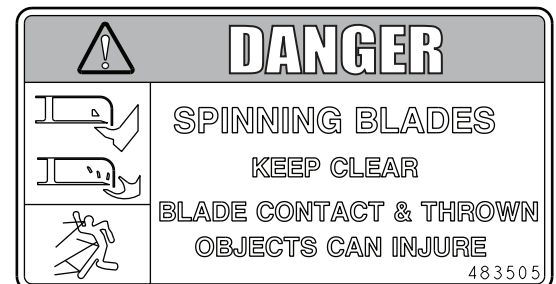 DANGER
SPINNING BLADES
KEEP CLEAR
BLADE CONTACT & THROWN
OBJECTS CAN INJURE
483505